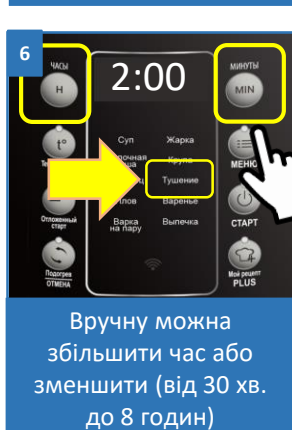 6
ЧАСЫ
МИНУТЫ
H
2:00
MIN
t°
Суп
Жарка
Крупа
МЕНЮ
Тушение
Варенье
Отложенный
старт
СТАРТ
Варка
на пару
Выпечка
Подогрев
ОТМЕНА
Мой рецепт
PLUS
Вручну можна
збільшити час або
зменшити (від 30 хв.
до 8 годин)